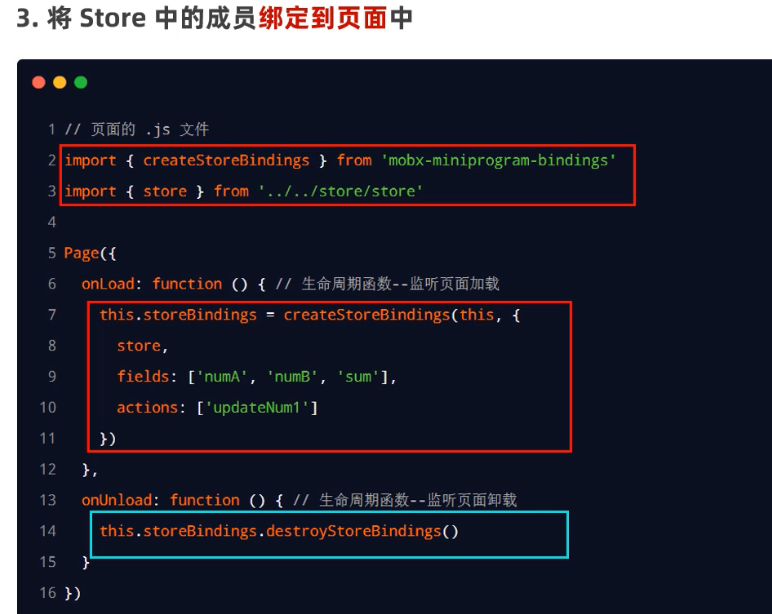 3. 将 Store 中的成员绑定到页面中
1 // 页面的 .js 文件
2 import { createStoreBindings } from 'mobx-miniprogram-bindings'
3 import { store } from '../../store/store'
4
5 Page({
6 onLoad: function () { // 生命周期函数--监听页面加载
7 this.storeBindings = createStoreBindings(this, {
8 store,
9 fields: ['numA', 'numB', 'sum'],
10 actions: ['updateNum1']
11 })
12 },
13 onUnload: function () { // 生命周期函数--监听页面卸载
14 this.storeBindings.destroyStoreBindings()
15 }
16 })